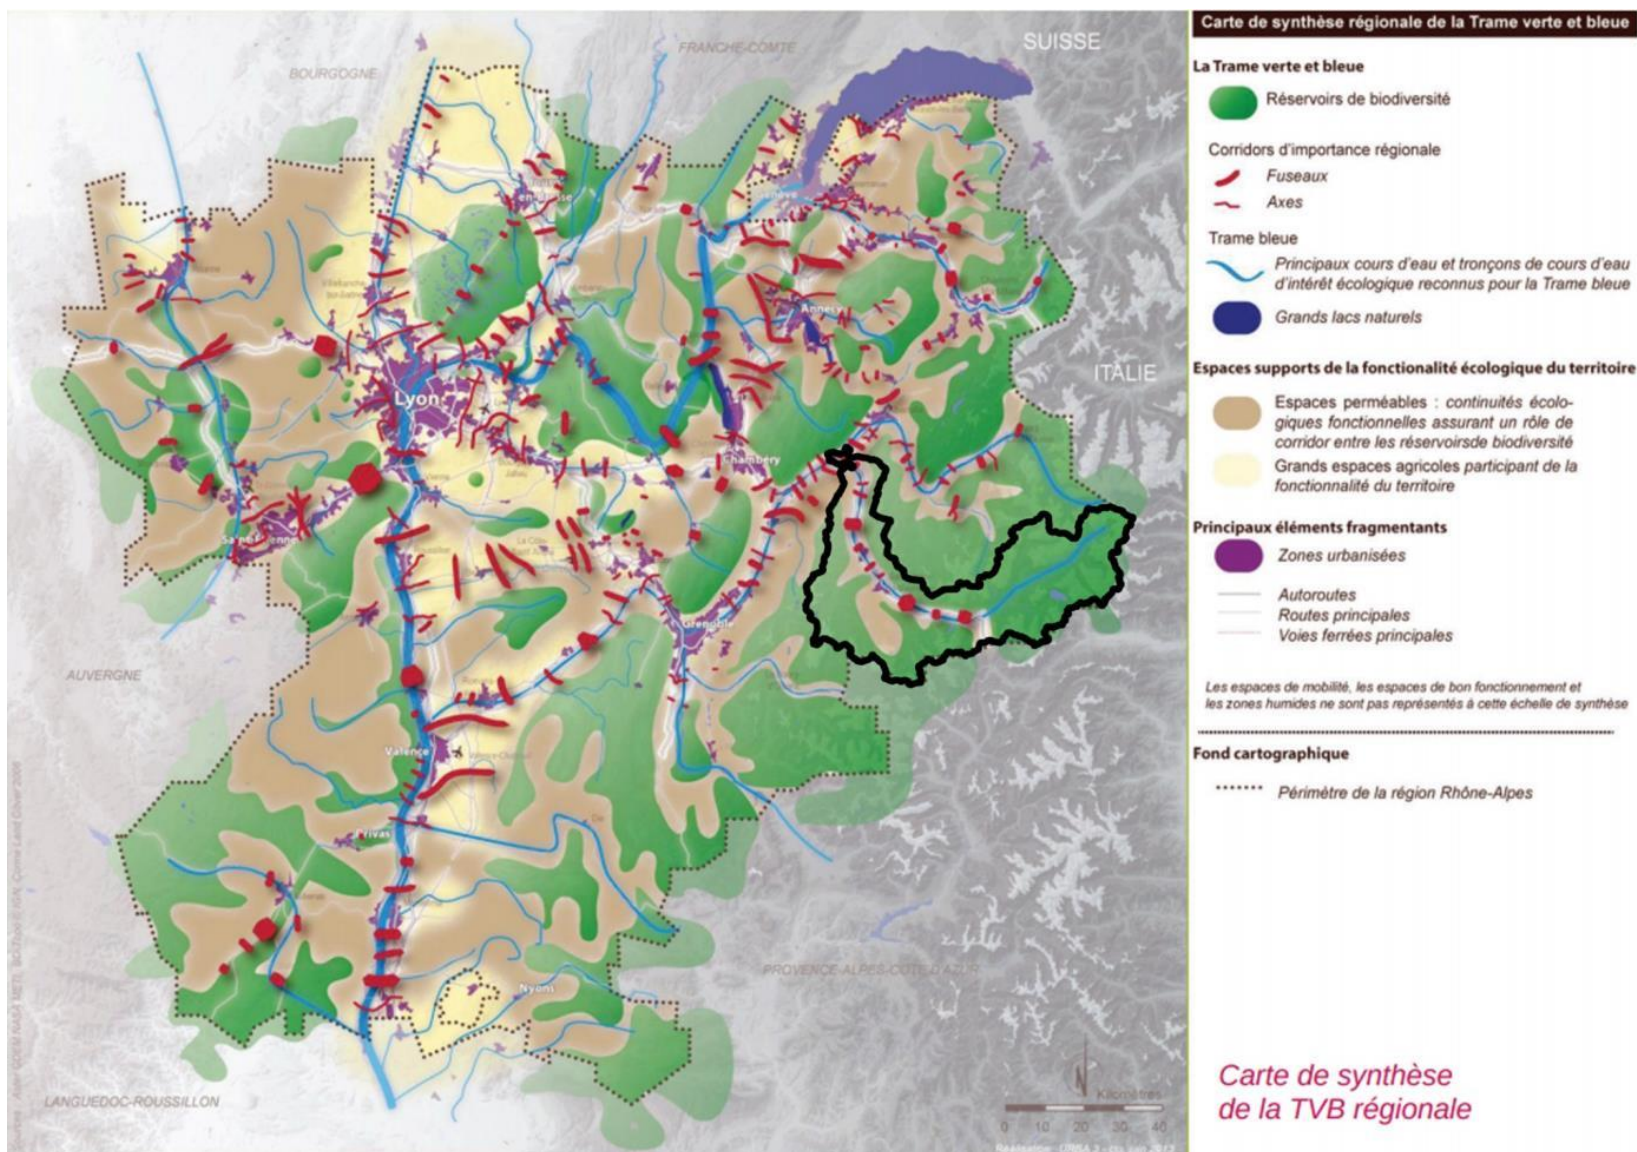 Carte de synthèse régionale de la Trame verte et bleue
La Trame verte et bleue
Réservoirs de biodiversité
Corridors d'importance régionale
Fuseaux
Axes
Trame bleue
Principaux cours d'eau et tronçons de cours d'eau
d'intérêt écologique reconnus pour la Trame bleue
Grands lacs naturels
Espaces supports de la fonctionalité écologique du territoire
Espaces perméables : continuités écolo-
giques fonctionnelles assurant un rôle de
corridor entre les réservoirsde biodiversité
Grands espaces agricoles participant de la
fonctionnalité du territoire
Principaux éléments fragmentants
Zones urbanisées
Autoroutes
Routes principales
Voies ferrées principales
Les espaces de mobilité, les espaces de bon fonctionnement et
les zones humides ne sont pas représentés à cette échelle de synthèse
Fond cartographique
Périmètre de la région Rhône-Alpes
Carte de synthèse
de la TVB régionale
SUISSE
FRANCHE-COMTE
BOURGOGNE
ITALIE
Annecy
Lyon
Chambéry
Grenoble
AUVERGNE
Valence
Privas
PROVENCE-ALPES-COTE D'AZUR
Nyons
LANGUEDOC-ROUSSILLON
Kilomètres
0 10 20 30 40